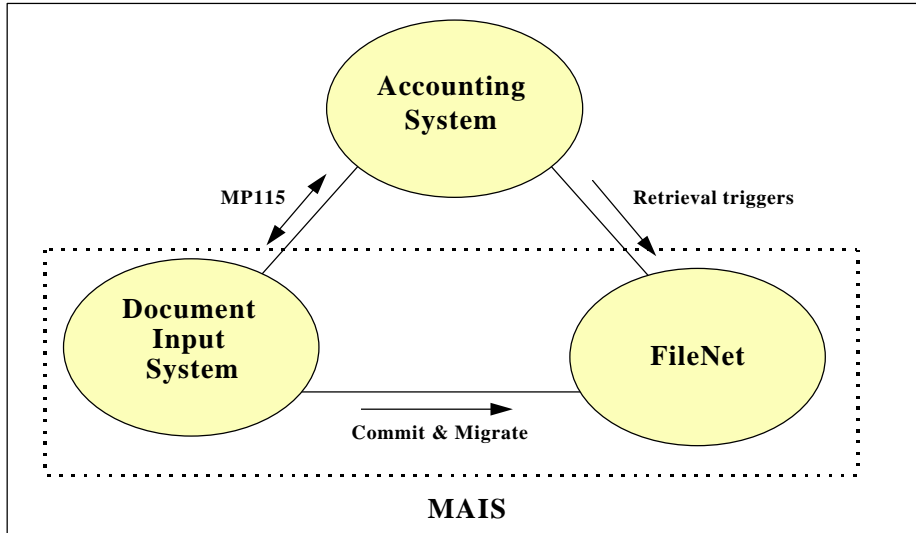 Accounting
System
MP115
Retrieval triggers
Document
Input
System
FileNet
Commit & Migrate
MAIS